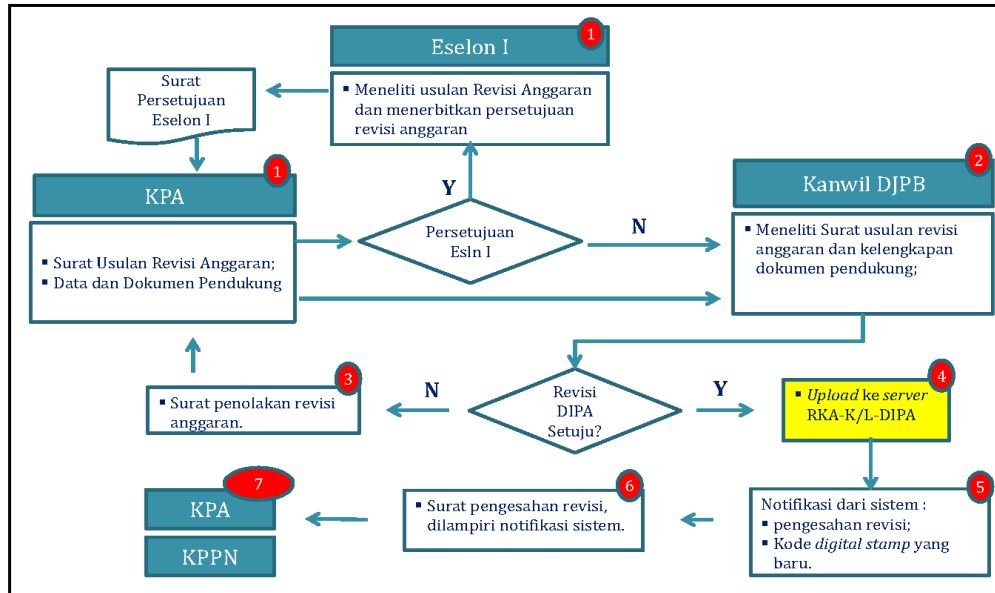 Eselon I
1
▪ Meneliti usulan Revisi Anggaran
dan menerbitkan persetujuan
revisi anggaran
Surat
Persetujuan
Eselon I
KPA
1
▪ Surat Usulan Revisi Anggaran;
▪ Data dan Dokumen Pendukung
Y
Persetujuan
Esln I
N
Kanwil DJPB
2
▪ Meneliti Surat usulan revisi
anggaran dan kelengkapan
dokumen pendukung;
3
▪ Surat penolakan revisi
anggaran.
N
Revisi
DIPA
Setuju?
Y
4
▪ Upload ke server
RKA-K/L-DIPA
5
Notifikasi dari sistem :
▪ pengesahan revisi;
▪ Kode digital stamp yang
baru.
6
▪ Surat pengesahan revisi,
dilampiri notifikasi sistem.
7
KPA
KPPN